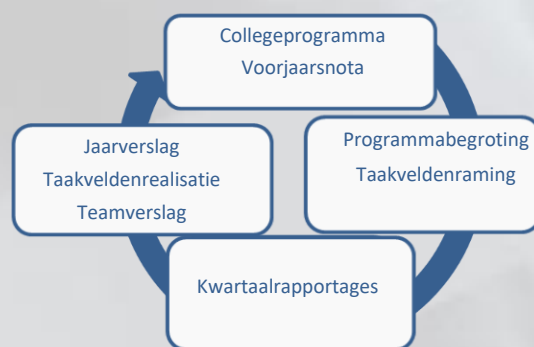 Collegeprogramma
Voorjaarsnota
Programmabegroting
Taakveldenraming
Kwartaalrapportages
Jaarverslag
Taakveldenrealisatie
Teamverslag